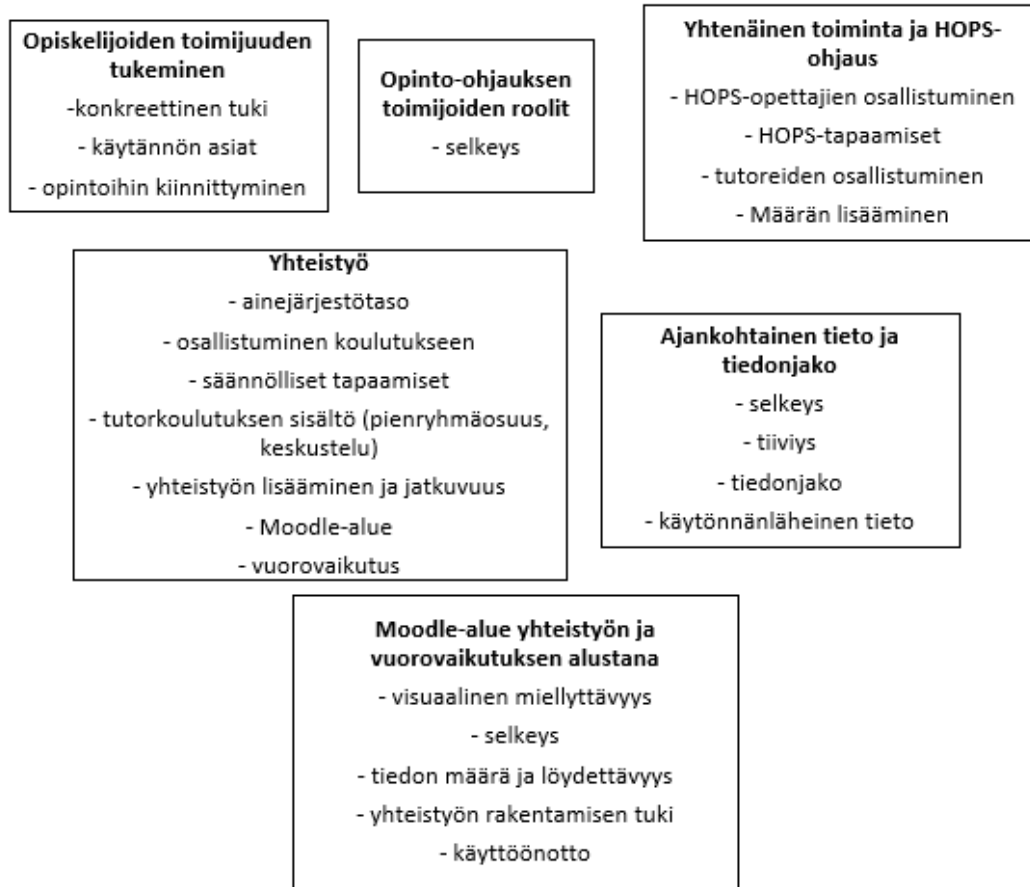 Opiskelijoiden toimijuuden
tukeminen
-konkreettinen tuki
- käytännön asiat
- opintoihin kiinnittyminen
Opinto-ohjauksen
toimijoiden roolit
- selkeys
Yhtenäinen toiminta ja HOPS-
ohjaus
- HOPS-opettajien osallistuminen
- HOPS-tapaamiset
- tutoreiden osallistuminen
- Määrän lisääminen
Yhteistyö
- ainejärjestötaso
- osallistuminen koulutukseen
- säännölliset tapaamiset
- tutorkoulutuksen sisältö (pienryhmäosuus,
keskustelu)
- yhteistyön lisääminen ja jatkuvuus
- Moodle-alue
- vuorovaikutus
Ajankohtainen tieto ja
tiedonjako
- selkeys
- tiiviys
- tiedonjako
- käytönnänläheinen tieto
Moodle-alue yhteistyön ja
vuorovaikutuksen alustana
- visuaalinen miellyttävyys
- selkeys
- tiedon määrä ja löydettävyys
- yhteistyön rakentamisen tuki
- käyttöönotto